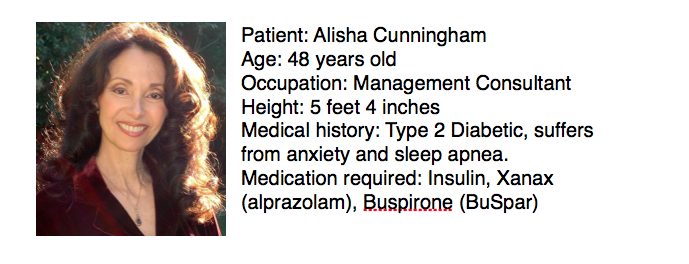 Patient: Alisha Cunningham
Age: 48 years old
Occupation: Management Consultant
Height: 5 feet 4 inches
Medical history: Type 2 Diabetic, suffers
from anxiety and sleep apnea.
Medication required: Insulin, Xanax
(alprazolam), Buspirone (BuSpar)